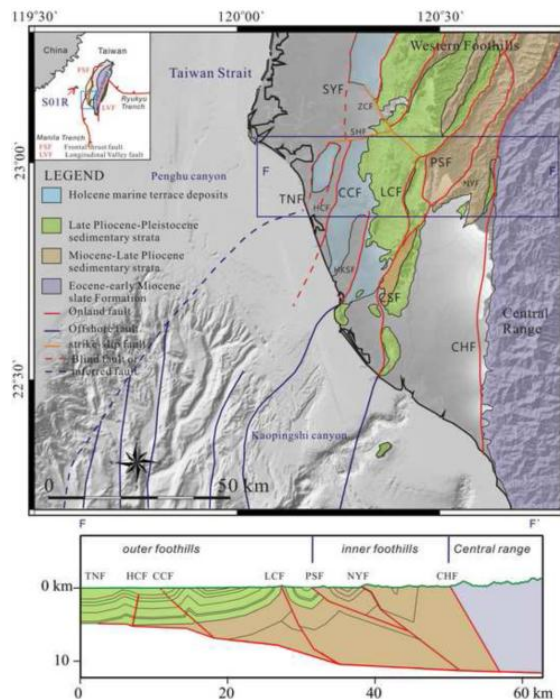 119°30' 120°00' 120°30'
China
Taiwan
FSF
S01R
LVF
Ryukyu Trench
Manila Trench
FSF Frontal thrust fault
LVF Longitudinal Valley fault
Taiwan Strait
Western Foothills
SYF
ZCF
SHF
23°00'
Penghu canyon
F
PSF
F'
NYF
TNF
CCF
LCF
HCF
HKSF
CSF
CHF
Central
Range
22°30'
LEGEND
Holcene marine terrace deposits
Late Pliocene-Pleistocene
sedimentary strata
Miocene-Late Pliocene
sedimentary strata
Eocene-early Miocene
slate Formation
Onland fault
Offshore fault
strike-slip fault
Blind fault or
inferred fault
Kaopingshi canyon
0 50 km
F F'
outer foothills inner foothills Central range
TNF HCF CCF LCF PSF NYF CHF
0 km
10
0 20 40 60 km